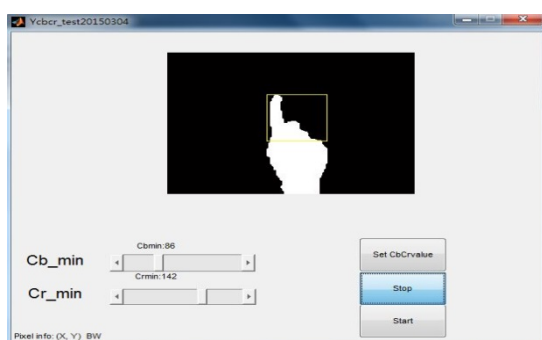 Ycbcr_test20150304
Cbmin:86
Cb_min
Set CbCrvalue
Crmin:142
Stop
Cr_min
Start
Pixel info: (X, Y) BW